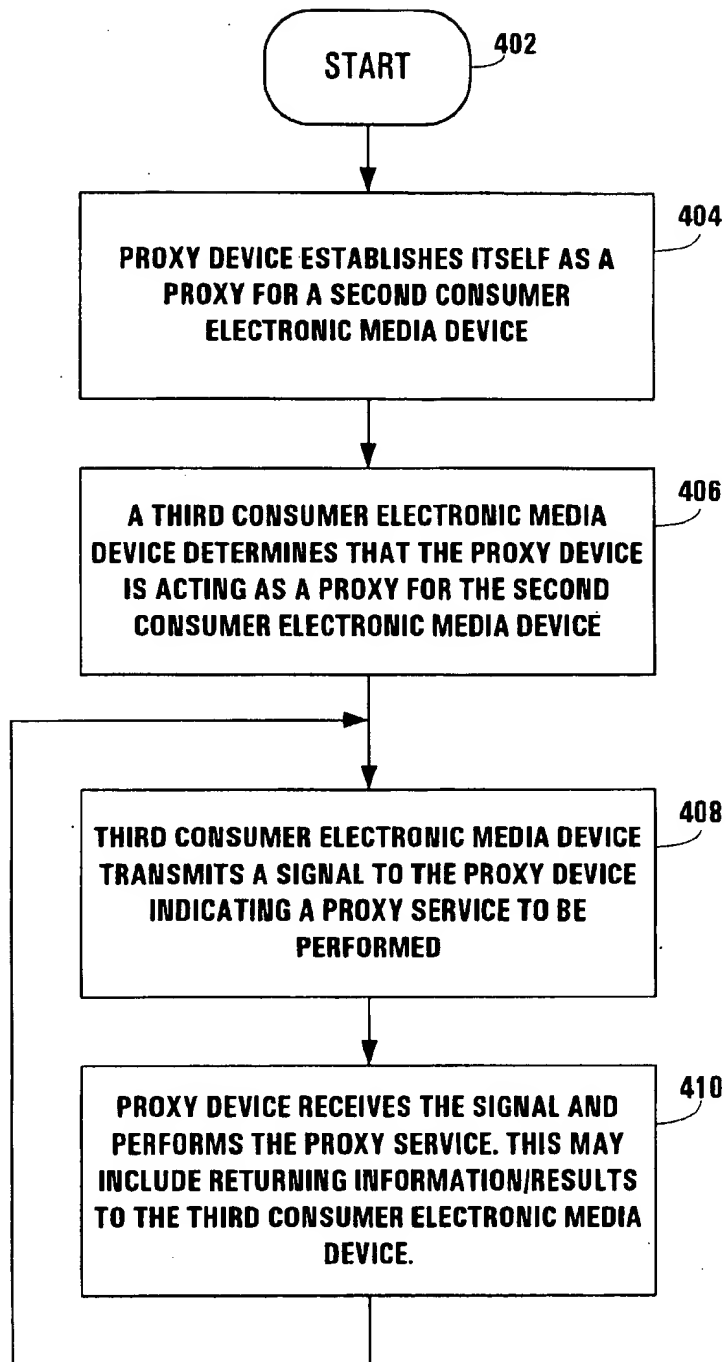 START
402
404
PROXY DEVICE ESTABLISHES ITSELF AS A
PROXY FOR A SECOND CONSUMER
ELECTRONIC MEDIA DEVICE
406
A THIRD CONSUMER ELECTRONIC MEDIA
DEVICE DETERMINES THAT THE PROXY DEVICE
IS ACTING AS A PROXY FOR THE SECOND
CONSUMER ELECTRONIC MEDIA DEVICE
408
THIRD CONSUMER ELECTRONIC MEDIA DEVICE
TRANSMITS A SIGNAL TO THE PROXY DEVICE
INDICATING A PROXY SERVICE TO BE
PERFORMED
410
PROXY DEVICE RECEIVES THE SIGNAL AND
PERFORMS THE PROXY SERVICE. THIS MAY
INCLUDE RETURNING INFORMATION/RESULTS
TO THE THIRD CONSUMER ELECTRONIC MEDIA
DEVICE.